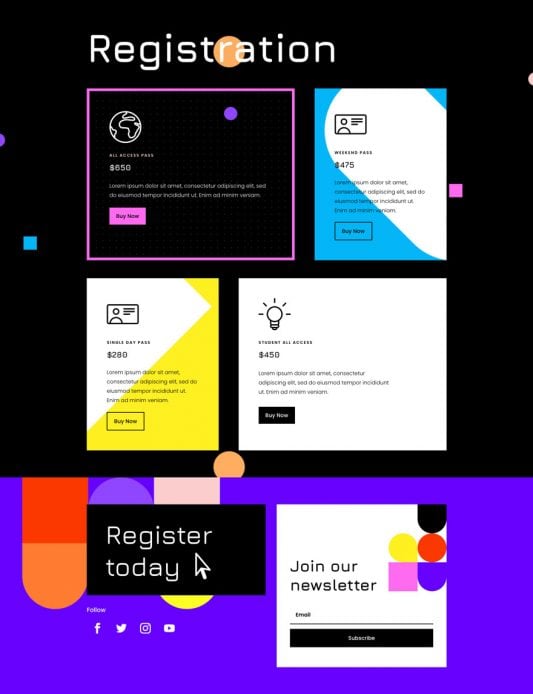 Registration
ALL ACCESS PASS
$650
Lorem ipsum dolor sit amet, consectetur adipiscing elit, sed
do eiusmod tempor incididunt ut. Enim ad minim veniam.
Buy Now
WEEKEND PASS
$475
Lorem ipsum dolor sit amet,
consectetur adipiscing elit, sed do
eiusmod tempor incididunt ut.
Enim ad minim veniam.
Buy Now
SINGLE DAY PASS
$280
Lorem ipsum dolor sit amet,
consectetur adipiscing elit, sed do
eiusmod tempor incididunt ut.
Enim ad minim veniam.
Buy Now
STUDENT ALL ACCESS
$450
Lorem ipsum dolor sit amet, consectetur
adipiscing elit, sed do eiusmod tempor
incididunt ut. Enim ad minim veniam.
Buy Now
Register
today
Follow
Join our
newsletter
Email
Subscribe